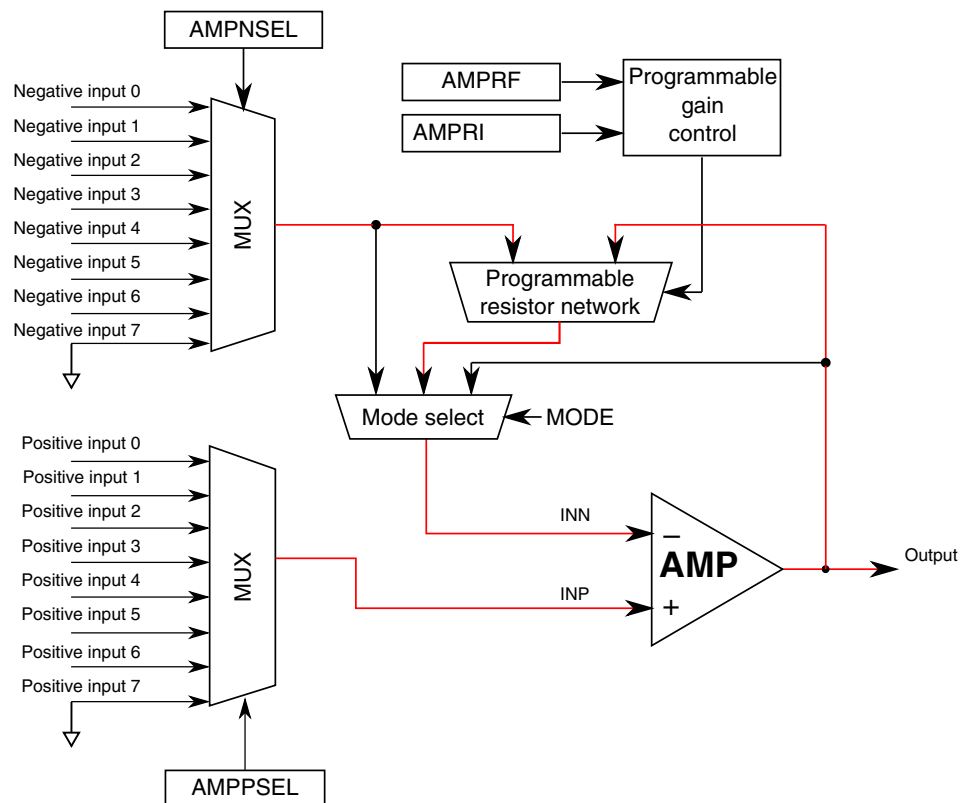 AMPNSEL
Negative input 0
Negative input 1
Negative input 2
Negative input 3
Negative input 4
Negative input 5
Negative input 6
Negative input 7
MUX
AMPRF
AMPRI
Programmable
gain
control
Programmable
resistor network
Mode select
MODE
Positive input 0
Positive input 1
Positive input 2
Positive input 3
Positive input 4
Positive input 5
Positive input 6
Positive input 7
MUX
INN
INP
−
AMP
+
Output
AMPPSEL